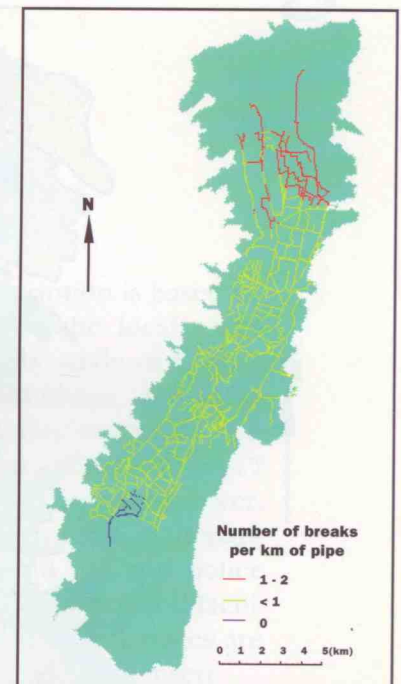 N
Number of breaks
per km of pipe
1 - 2
< 1
0
0 1 2 3 4 5(km)